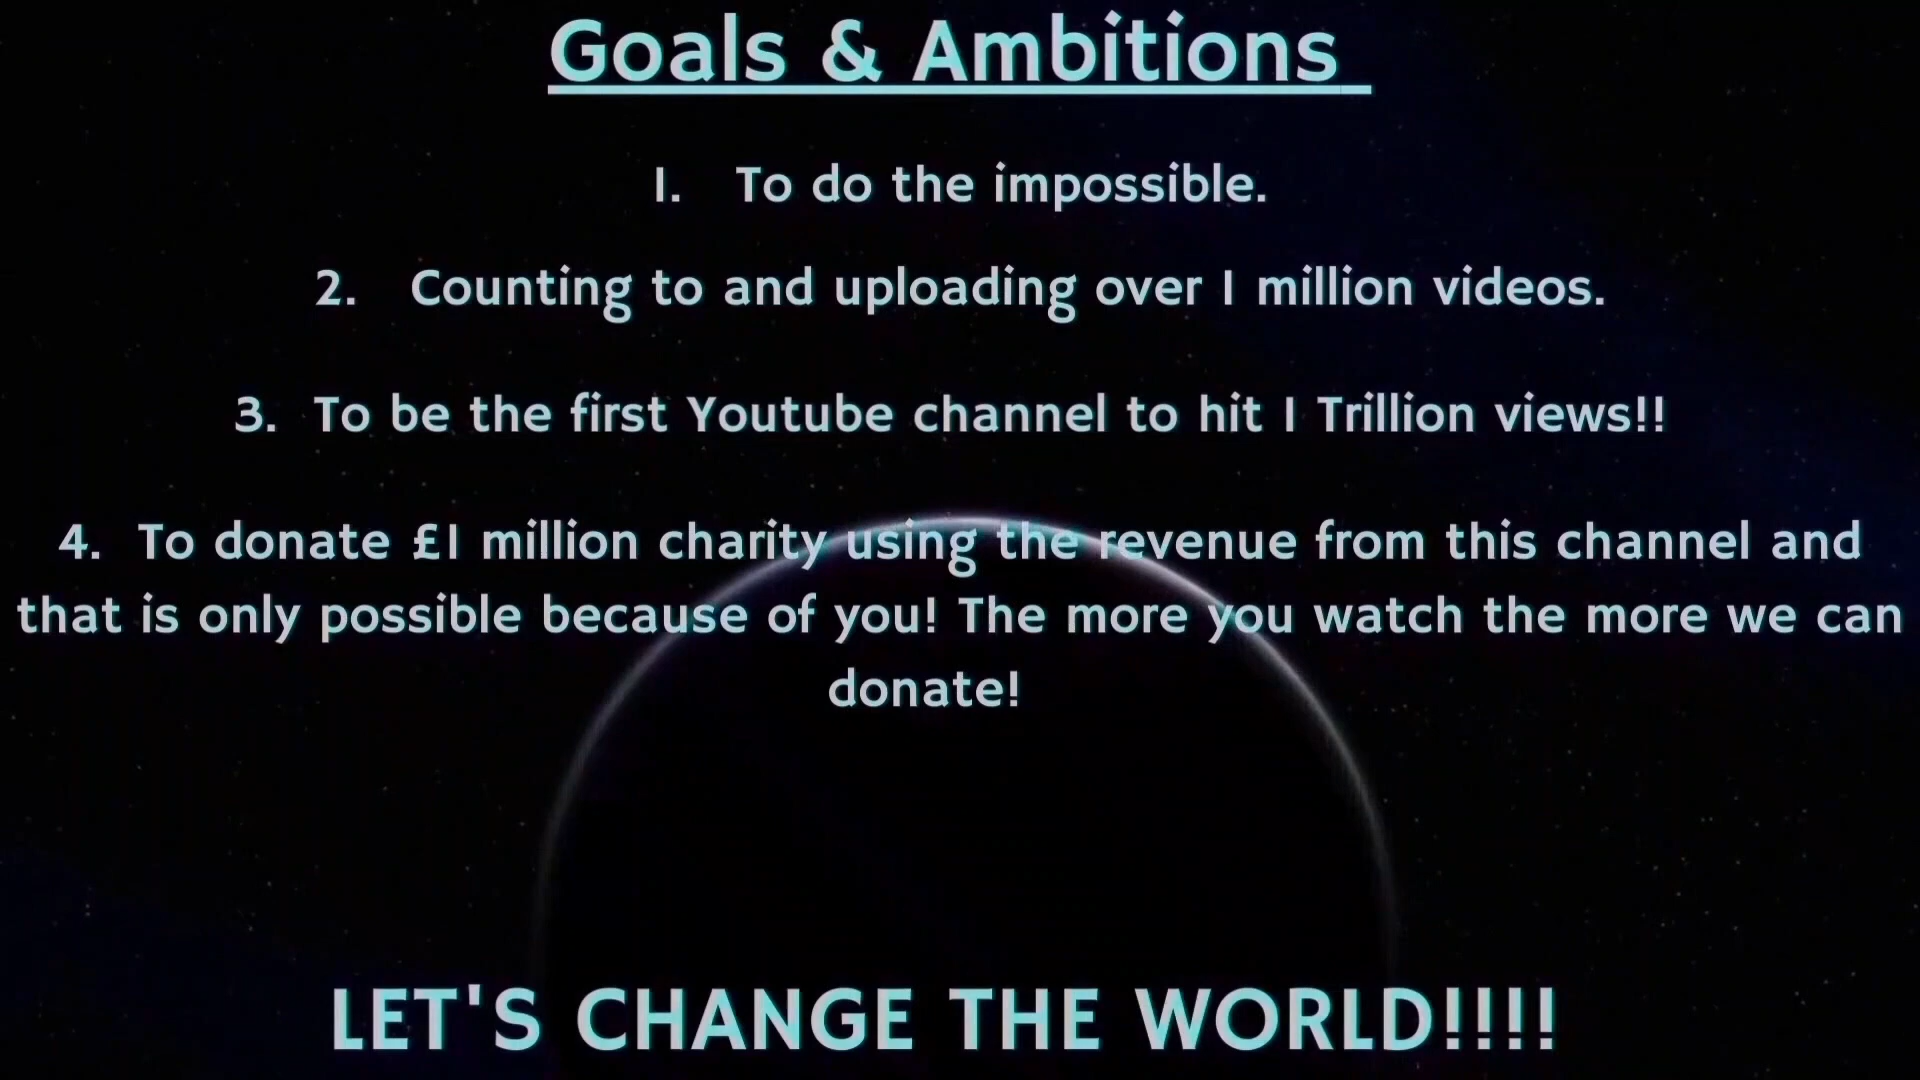 Goals & Ambitions
1. To do the impossible.
2. Counting to and uploading over 1 million videos.
3. To be the first Youtube channel to hit 1 Trillion views!!
4. To donate £1 million charity using the revenue from this channel and
that is only possible because of you! The more you watch the more we can
donate!
LET'S CHANGE THE WORLD!!!!